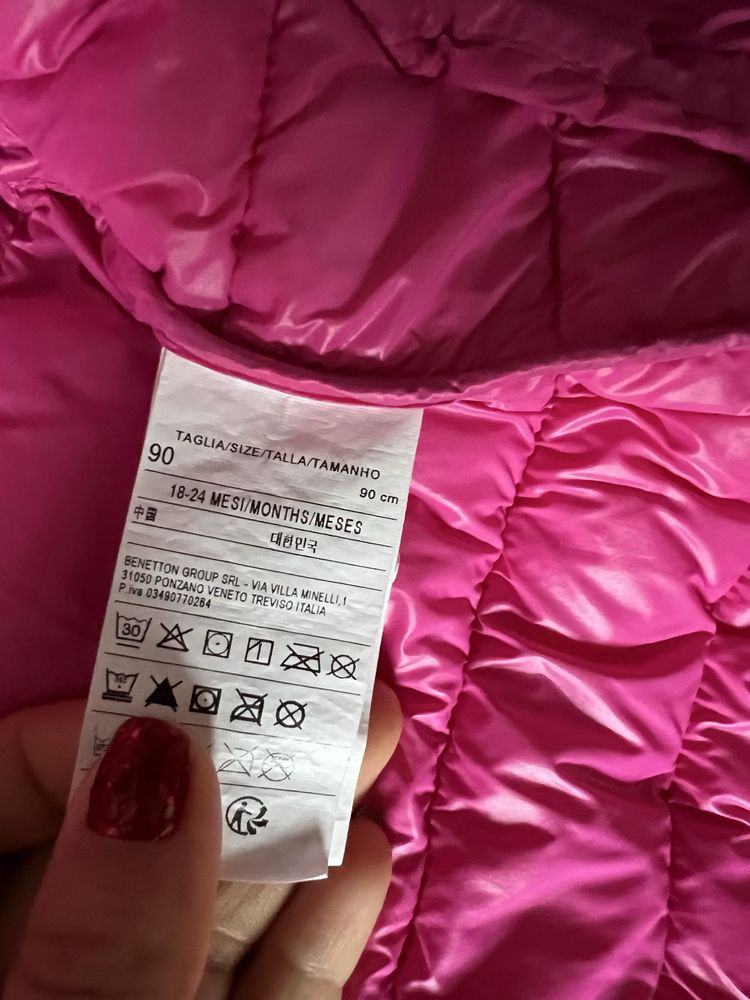 TAGLIA/SIZE/TALLA/TAMANHO
90
90 cm
18-24 MESI/MONTHS/MESES
中国
대한민국
BENETTON GROUP SRL - VIA VILLA MINELLI,1
31050 PONZANO VENETO TREVISO ITALIA
P.iva 03490770264
30